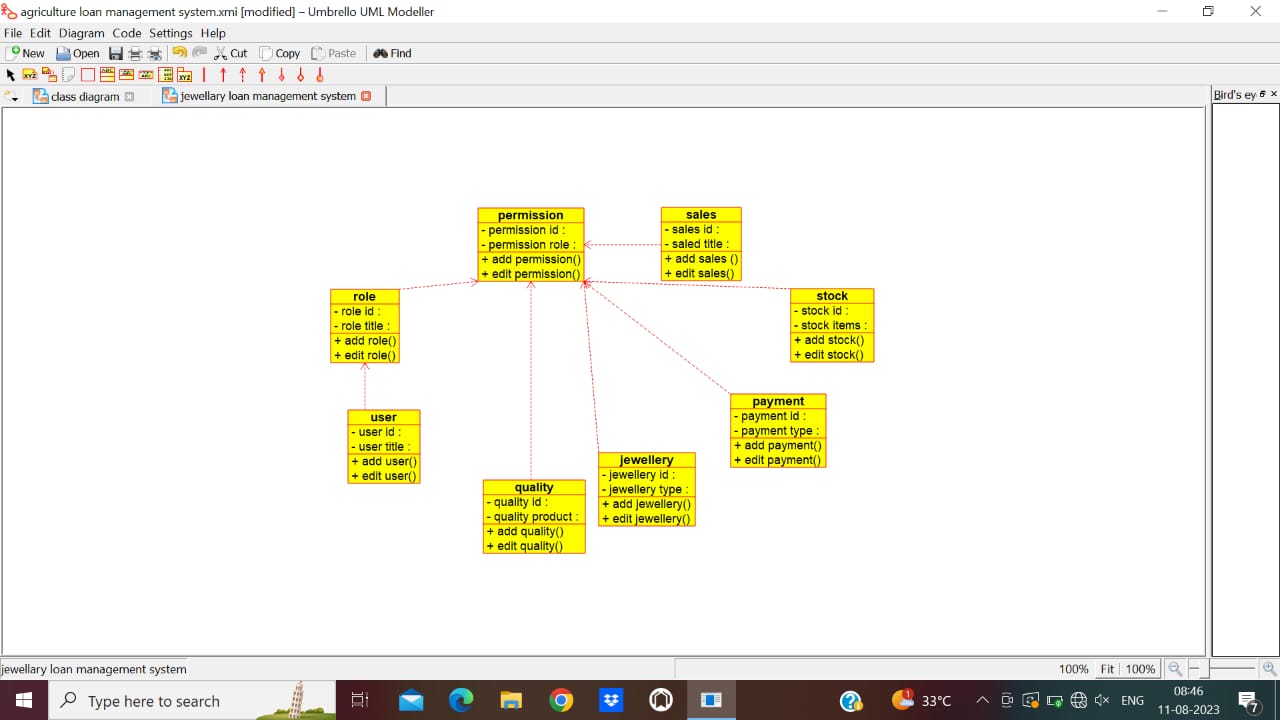 agriculture loan management system.xmi [modified] – Umbrello UML Modeller
File Edit Diagram Code Settings Help
New Open Cut Copy Paste Find
class diagram jewellary loan management system Bird's ey
permission
- permission id :
- permission role :
+ add permission()
+ edit permission()
sales
- sales id :
- saled title :
+ add sales ()
+ edit sales()
role
- role id :
- role title :
+ add role()
+ edit role()
stock
- stock id :
- stock items :
+ add stock()
+ edit stock()
user
- user id :
- user title :
+ add user()
+ edit user()
payment
- payment id :
- payment type :
+ add payment()
+ edit payment()
jewellery
- jewellery id :
- jewellery type :
+ add jewellery()
+ edit jewellery()
quality
- quality id :
- quality product :
+ add quality()
+ edit quality()
jewellary loan management system 100% Fit 100%
Type here to search 1 33°C ENG 08:46
11-08-2023 7